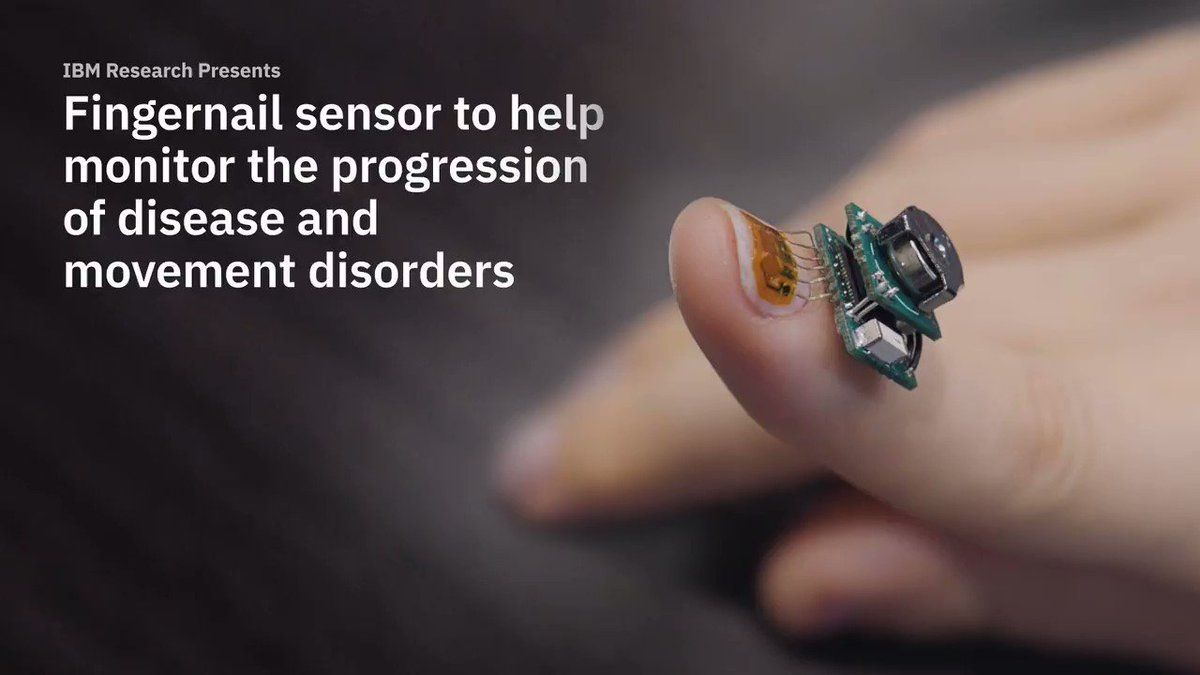 IBM Research Presents
Fingernail sensor to help
monitor the progression
of disease and
movement disorders